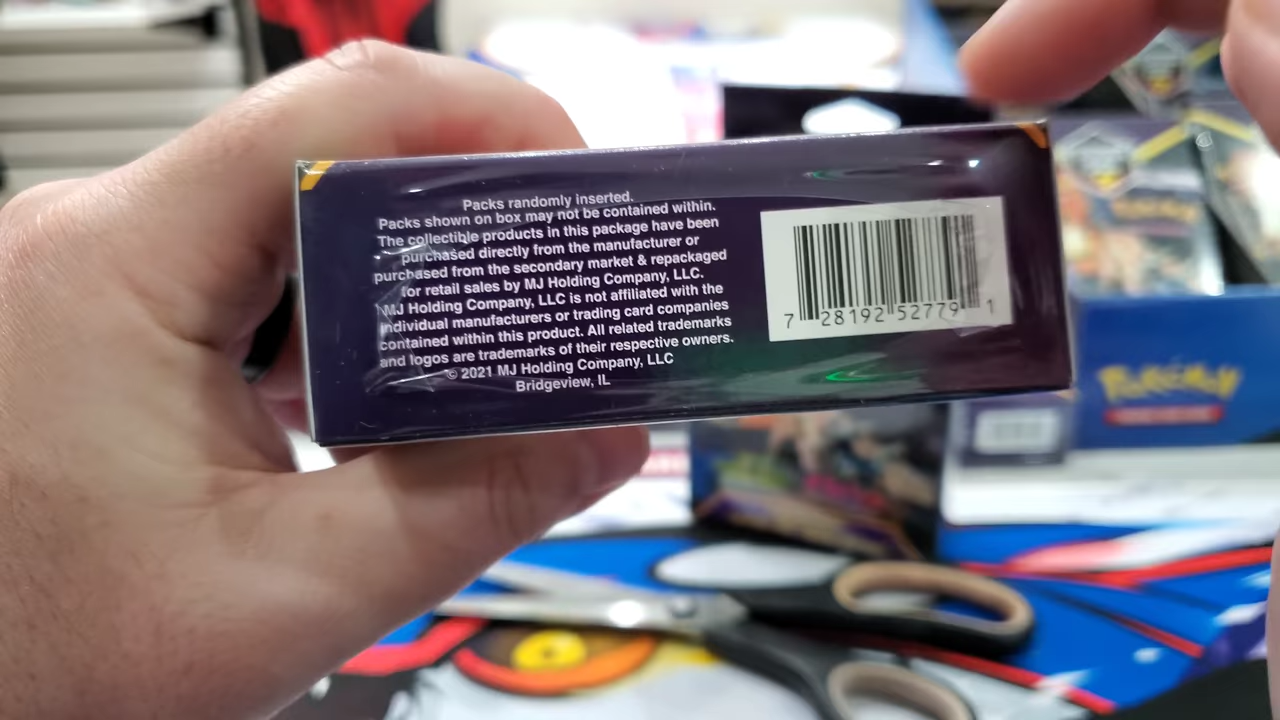 Packs randomly inserted.
Packs shown on box may not be contained within.
The collectible products in this package have been
purchased directly from the manufacturer or
purchased from the secondary market & repackaged
for retail sales by MJ Holding Company, LLC.
MJ Holding Company, LLC is not affiliated with the
individual manufacturers or trading card companies
contained within this product. All related trademarks
and logos are trademarks of their respective owners.
© 2021 MJ Holding Company, LLC
Bridgeview, IL
7 28192 52779 1
Pokémon